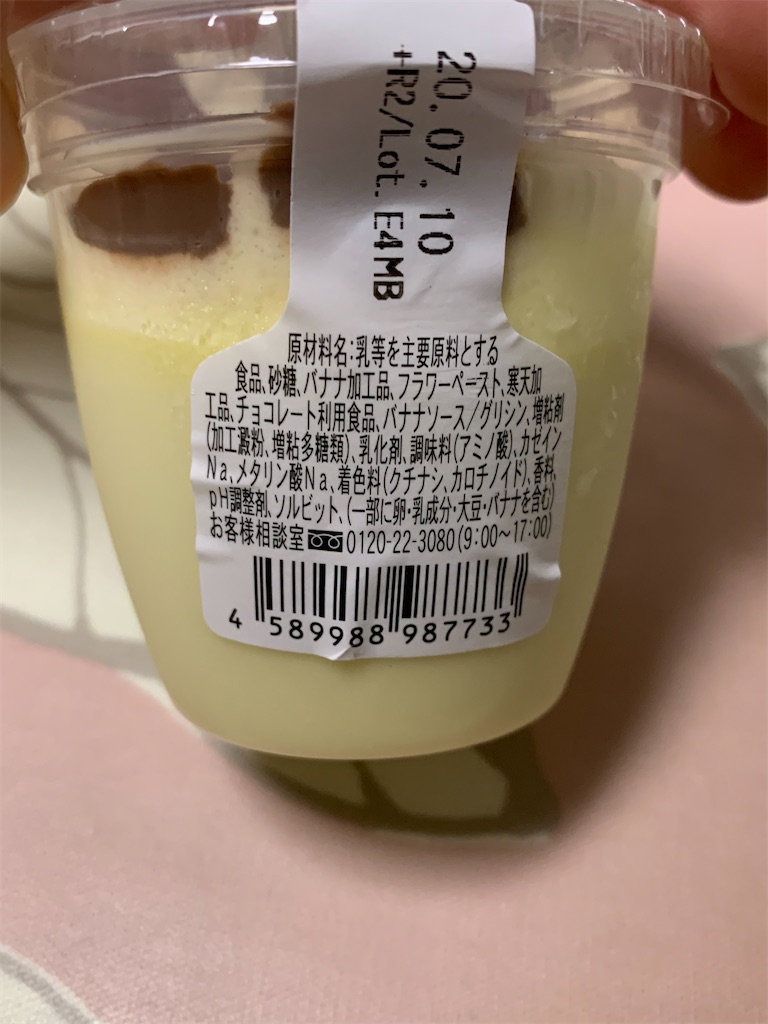 20.07.10
+R2/Lot. E4MB
原材料名:乳等を主要原料とする
食品、砂糖、バナナ加工品、フラワーペースト、寒天加
工品、チョコレート利用食品、バナナソース/グリシン、増粘剤
(加工澱粉、増粘多糖類)、乳化剤、調味料(アミノ酸)、カゼイン
Na、メタリン酸Na、着色料(クチナシ、カロチノイド)、香料、
pH調整剤、ソルビット、(一部に卵・乳成分・大豆・バナナを含む)
お客様相談室 0120-22-3080(9:00~17:00)
4 589988 987733